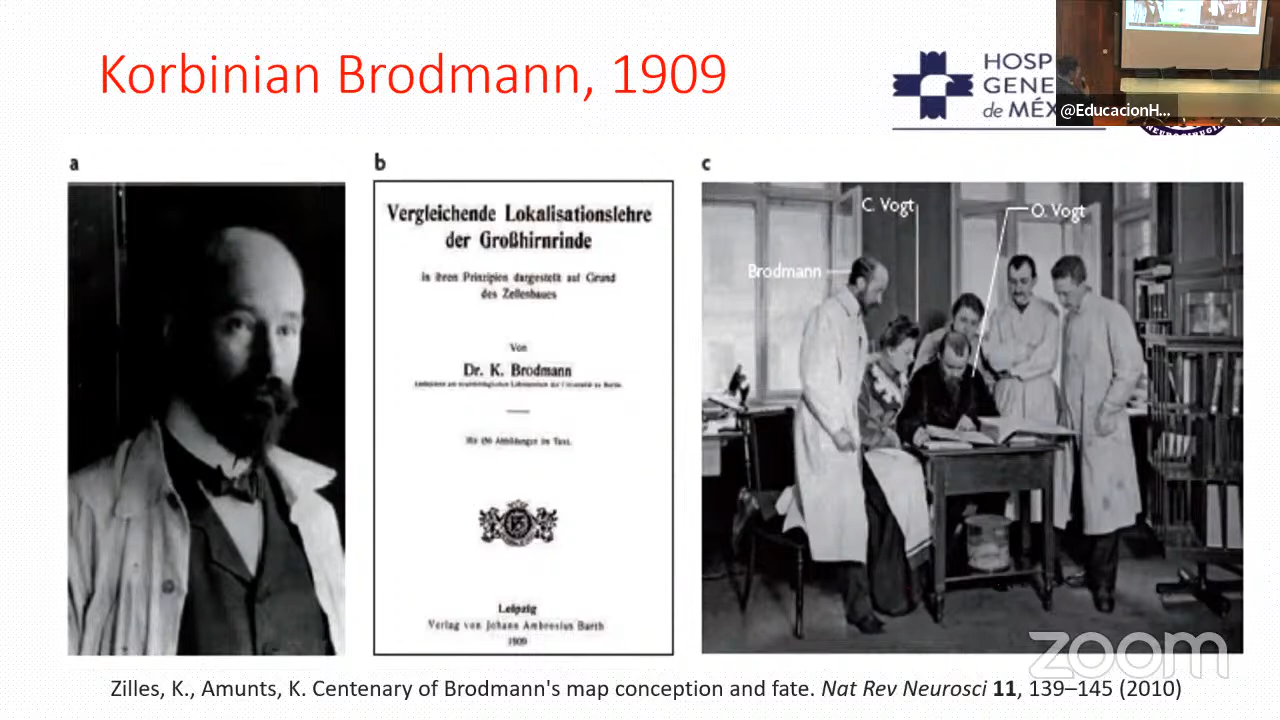 Korbinian Brodmann, 1909
HOSP
GENE
de MÉX
@EducacionH...
NEUROCIRUGÍA
a
b
c
Vergleichende Lokalisationslehre
der Großhirnrinde
in ihren Prinzipien dargestellt auf Grund
des Zellenbaues
Von
Dr. K. Brodmann
Mit 150 Abbildungen im Text.
Leipzig
Verlag von Johann Ambrosius Barth
1909
C. Vogt
O. Vogt
Brodmann
zoom
Zilles, K., Amunts, K. Centenary of Brodmann's map conception and fate. Nat Rev Neurosci 11, 139–145 (2010)